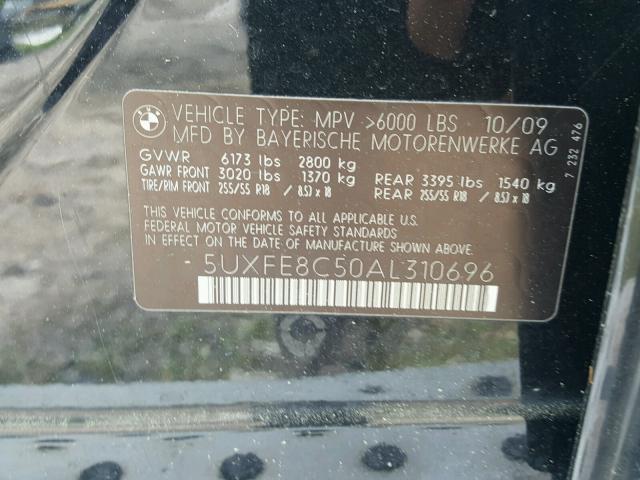 BMW
VEHICLE TYPE: MPV >6000 LBS 10/09
MFD BY BAYERISCHE MOTORENWERKE AG
GVWR 6173 lbs 2800 kg
GAWR FRONT 3020 lbs 1370 kg REAR 3395 lbs 1540 kg
TIRE/RIM FRONT 255/55 R18 / 8.5J x 18 REAR 255/55 R18 / 8.5J x 18
THIS VEHICLE CONFORMS TO ALL APPLICABLE U.S.
FEDERAL MOTOR VEHICLE SAFETY STANDARDS
IN EFFECT ON THE DATE OF MANUFACTURE SHOWN ABOVE.
5UXFE8C50AL310696
7 232 476